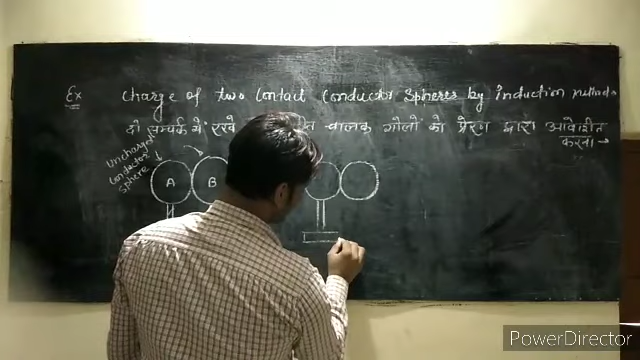 Ex Charge of two Contact Conductor Spheres by induction methods
दो सम्पर्क में रखे चालक गोलों को प्रेरण द्वारा आवेशित
करना →
Uncharged
Conductor
sphere
A B
PowerDirector